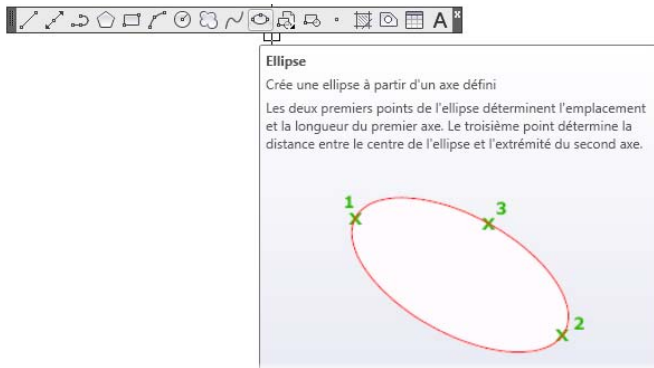 A
Ellipse
Crée une ellipse à partir d'un axe défini
Les deux premiers points de l'ellipse déterminent l'emplacement
et la longueur du premier axe. Le troisième point détermine la
distance entre le centre de l'ellipse et l'extrémité du second axe.
1
3
2